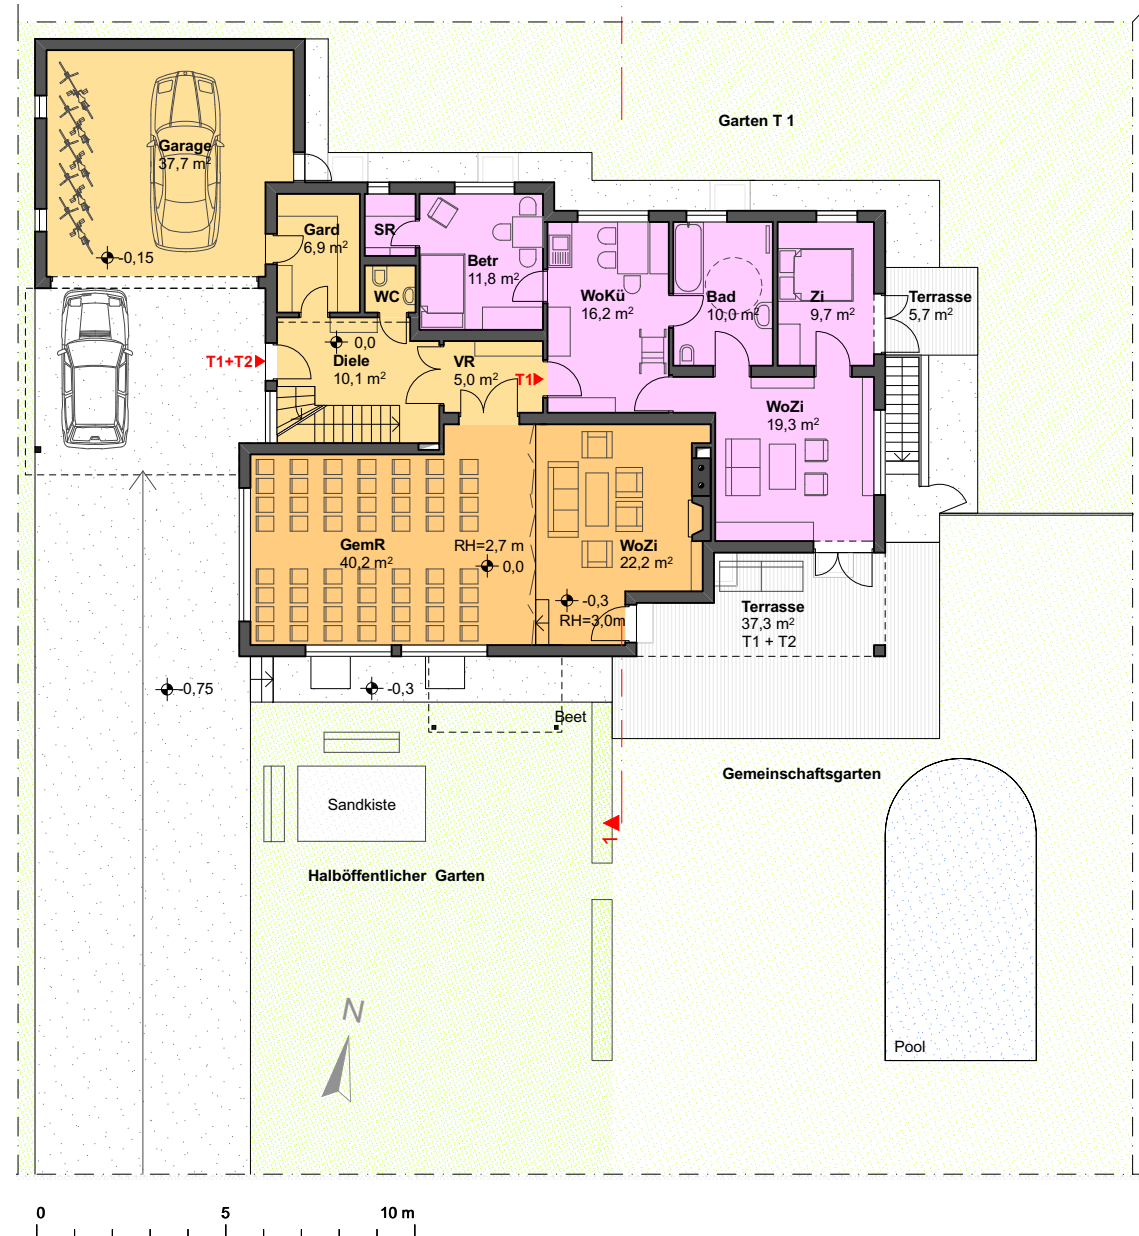 Garten T 1
Garage
37,7 m²
-0,15
Gard
6,9 m²
SR
Betr
11,8 m²
WC
WoKü
16,2 m²
Bad
10,0 m²
Zi
9,7 m²
Terrasse
5,7 m²
T1+T2
0,0
Diele
10,1 m²
VR
5,0 m²
T1
WoZi
19,3 m²
GemR
40,2 m²
RH=2,7 m
0,0
WoZi
22,2 m²
-0,3
RH=3,0m
Terrasse
37,3 m²
T1 + T2
-0,75
-0,3
Beet
Gemeinschaftsgarten
Sandkiste
1
Halböffentlicher Garten
N
Pool
0 5 10 m